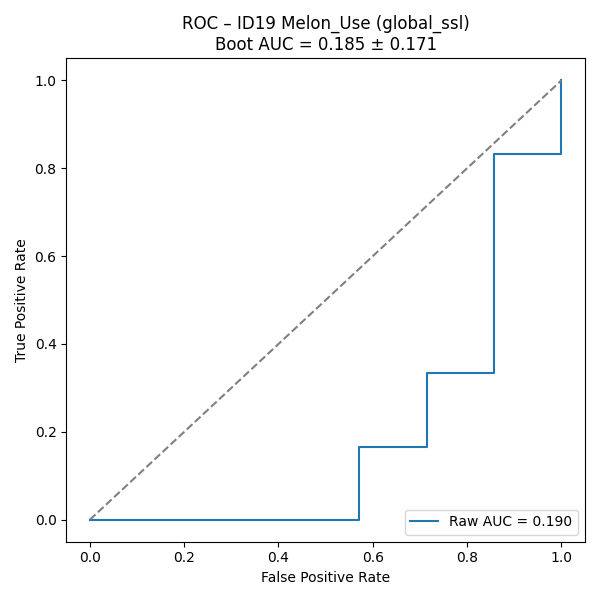 ROC – ID19 Melon_Use (global_ssl)
Boot AUC = 0.185 ± 0.171
True Positive Rate
1.0
0.8
0.6
0.4
0.2
0.0
Raw AUC = 0.190
0.0 0.2 0.4 0.6 0.8 1.0
False Positive Rate